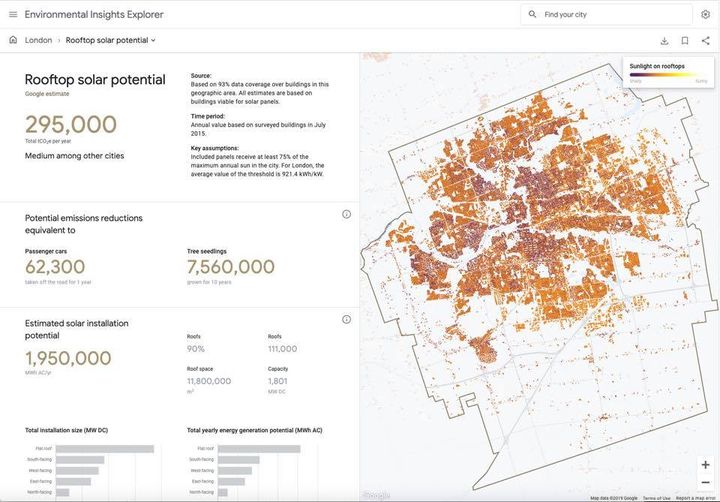 Environmental Insights Explorer
Find your city
London > Rooftop solar potential
Rooftop solar potential
Google estimate
295,000
Total tCO₂e per year
Medium among other cities
Source:
Based on 93% data coverage over buildings in this
geographic area. All estimates are based on
buildings viable for solar panels.
Time period:
Annual value based on surveyed buildings in July
2015.
Key assumptions:
Included panels receive at least 75% of the
maximum annual sun in the city. For London, the
average value of the threshold is 921.4 kWh/kW.
Potential emissions reductions
equivalent to
Passenger cars
62,300
taken off the road for 1 year
Tree seedlings
7,560,000
grown for 10 years
Estimated solar installation
potential
1,950,000
MWh AC/yr
Roofs
90%
Roofs
111,000
Roof space
11,800,000
m²
Capacity
1,801
MW DC
Total installation size (MW DC)
Flat roof
South-facing
West-facing
East-facing
North-facing
Total yearly energy generation potential (MWh AC)
Flat roof
South-facing
West-facing
East-facing
North-facing
Sunlight on rooftops
Sunny
Google
Map data ©2019 Google Terms of Use Report a map error